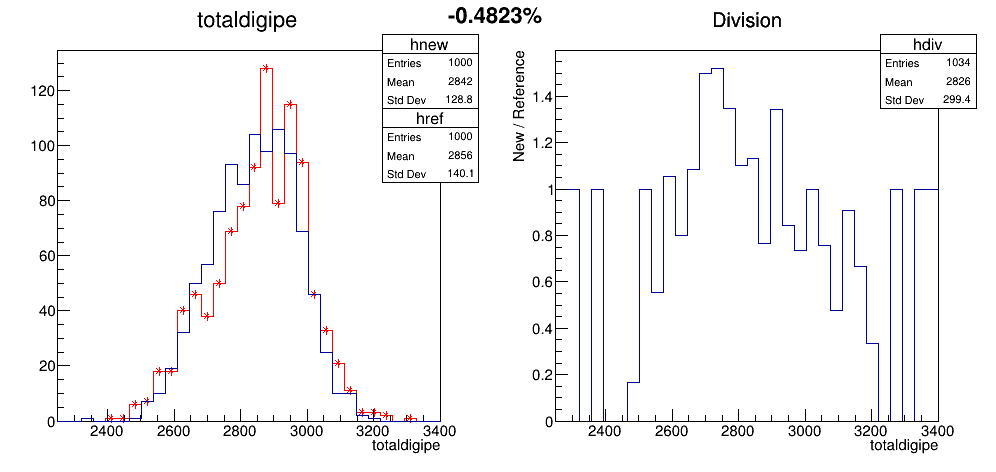 -0.4823%
totaldigipe
hnew
Entries 1000
Mean 2842
Std Dev 128.8
href
Entries 1000
Mean 2856
Std Dev 140.1
120
100
80
60
40
20
0
2400 2600 2800 3000 3200 3400
totaldigipe
Division
hdiv
Entries 1034
Mean 2826
Std Dev 299.4
New / Reference
1.4
1.2
1
0.8
0.6
0.4
0.2
0
2400 2600 2800 3000 3200 3400
totaldigipe